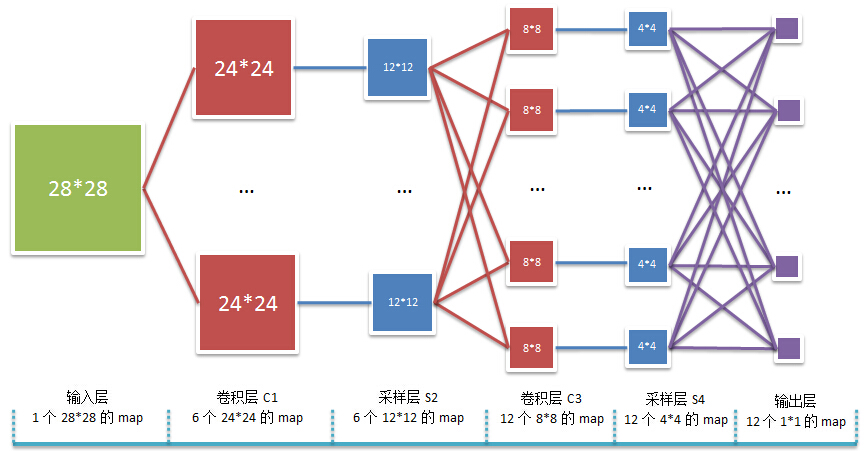 28*28
24*24
...
24*24
12*12
...
12*12
8*8
8*8
...
8*8
8*8
4*4
4*4
...
4*4
4*4
...
输入层
1 个 28*28 的 map
卷积层 C1
6 个 24*24 的 map
采样层 S2
6 个 12*12 的 map
卷积层 C3
12 个 8*8 的 map
采样层 S4
12 个 4*4 的 map
输出层
12 个 1*1 的 map